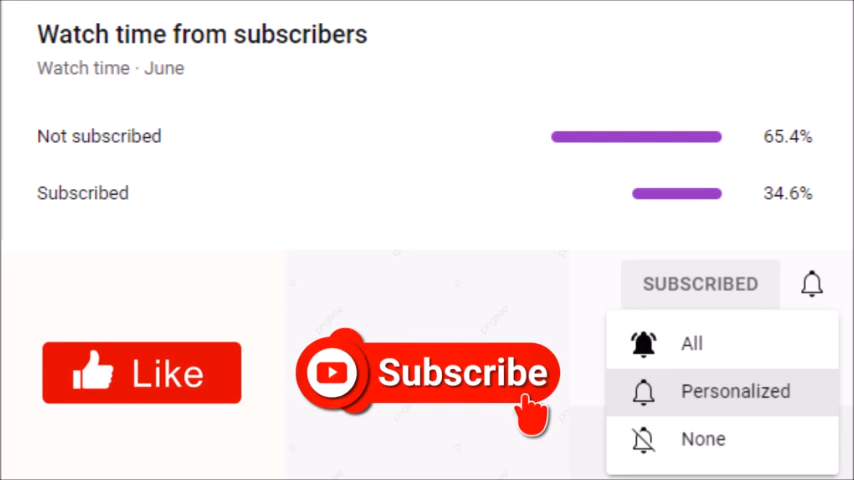 Watch time from subscribers
Watch time · June
Not subscribed 65.4%
Subscribed 34.6%
Like
Subscribe
SUBSCRIBED
All
Personalized
None